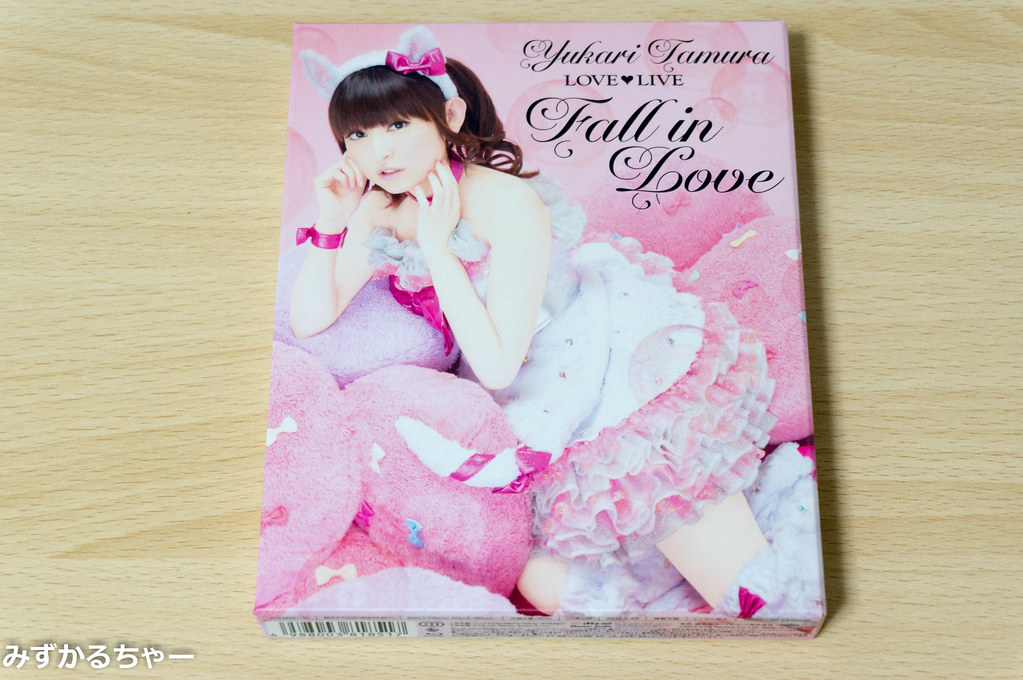 Yukari Tamura
LOVE♥LIVE
Fall in
Love
みずかるちゃー